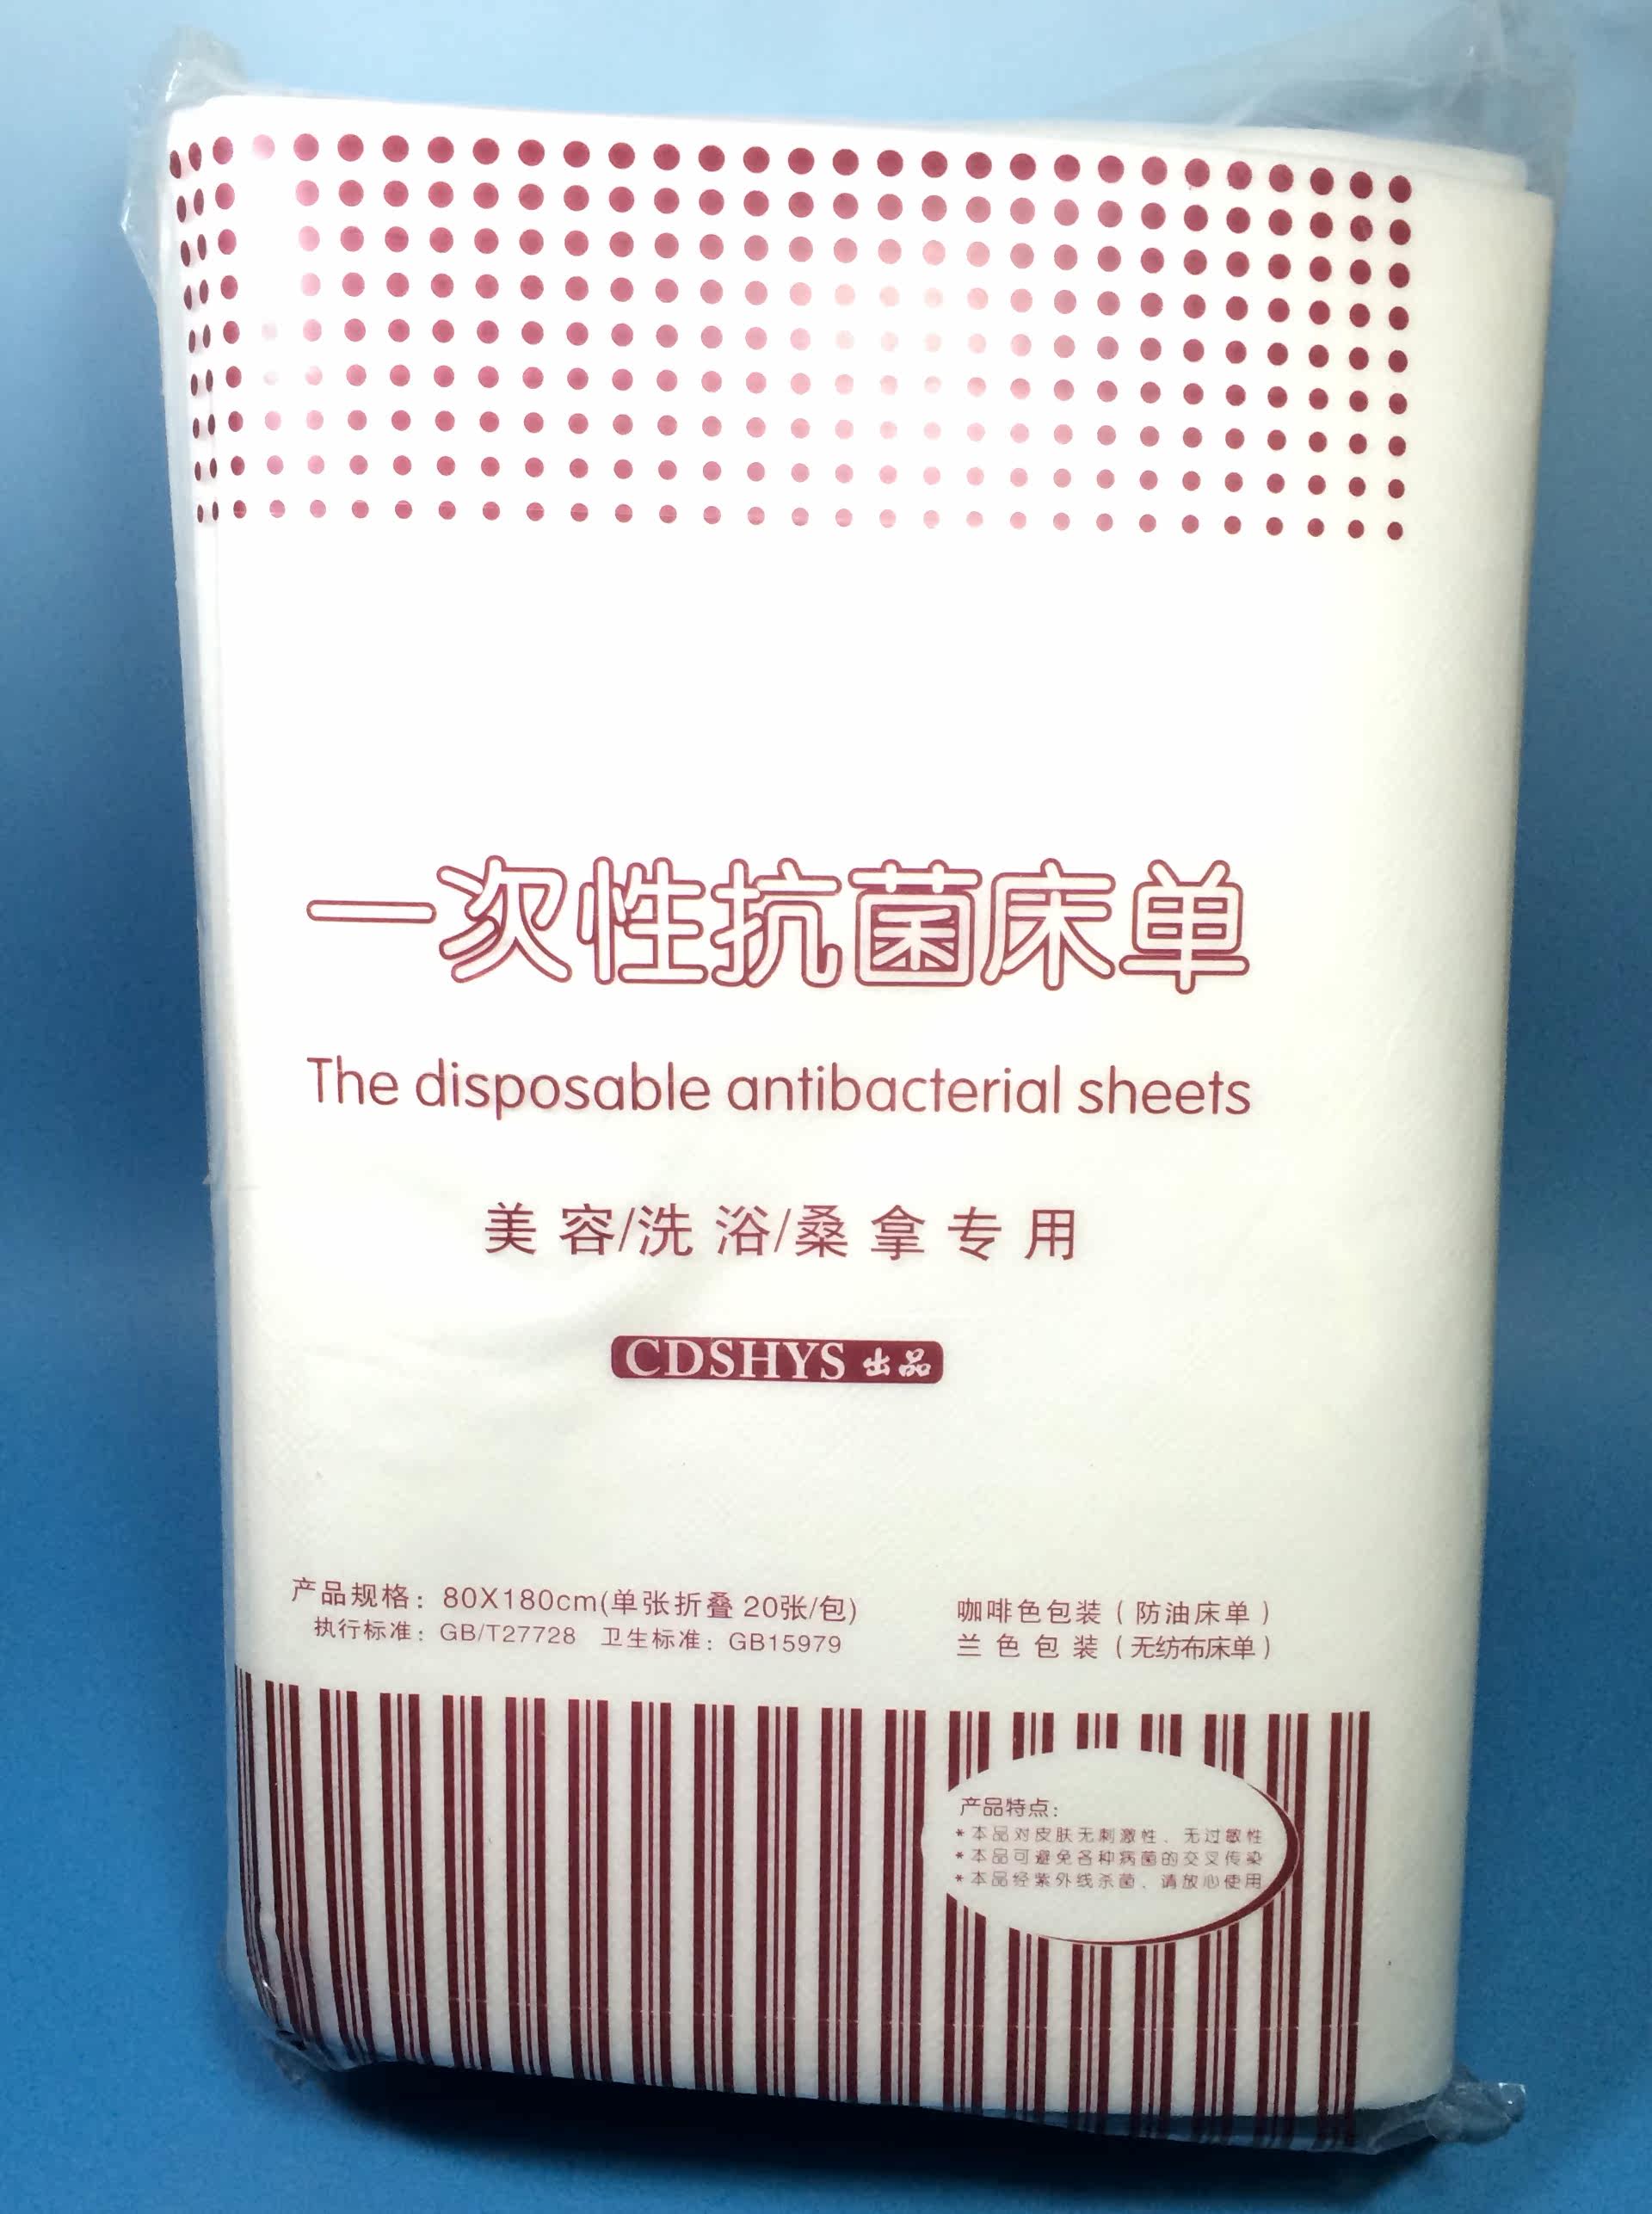 一次性抗菌床单
The disposable antibacterial sheets
美容/洗浴/桑拿专用
CDSHYS 出品
产品规格：80X180cm(单张折叠 20张/包)
执行标准：GB/T27728 卫生标准：GB15979
咖啡色包装（防油床单）
兰色包装（无纺布床单）
产品特点：
*本品对皮肤无刺激性、无过敏性
*本品可避免各种病菌的交叉传染
*本品经紫外线杀菌、请放心使用